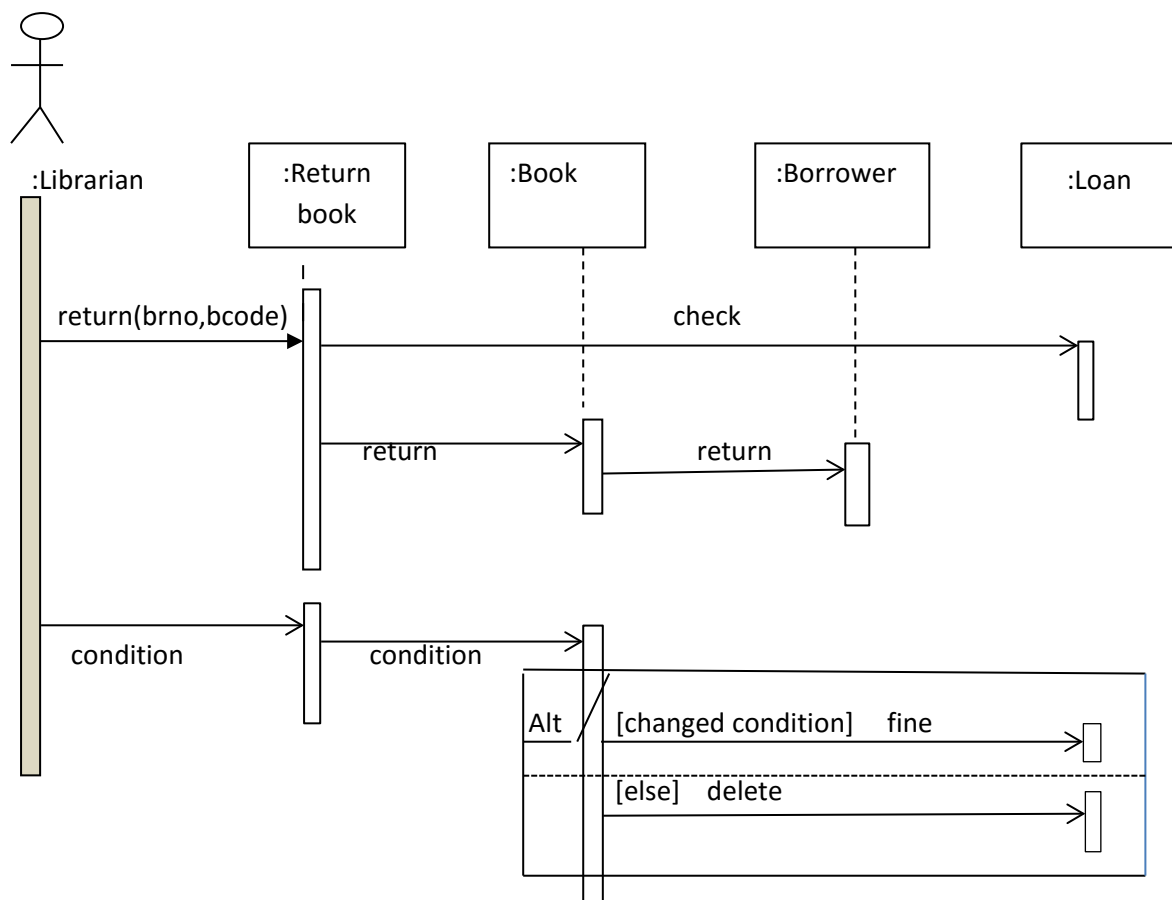 :Librarian
:Return
book
:Book
:Borrower
:Loan
return(brno,bcode)
check
return
return
condition
condition
Alt
[changed condition] fine
[else] delete